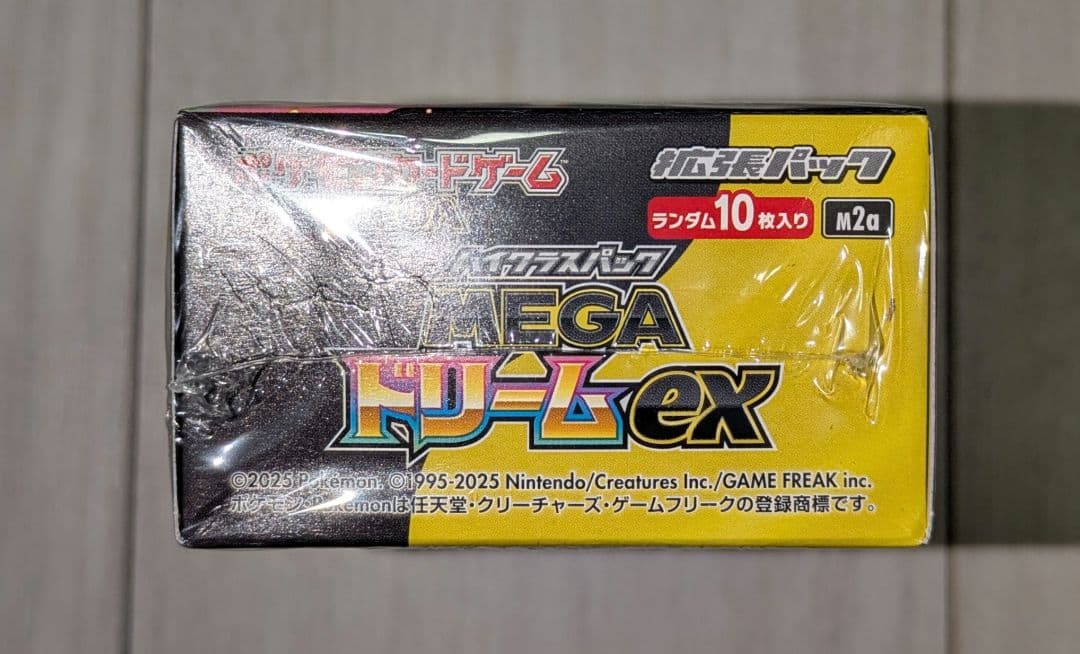 ポケモンカードゲーム
拡張パック
ランダム10枚入り M2a
ハイクラスパック
MEGA
ドリームex
©2025 Pokémon. ©1995-2025 Nintendo/Creatures Inc./GAME FREAK inc.
ポケモン・Pokémonは任天堂・クリーチャーズ・ゲームフリークの登録商標です。